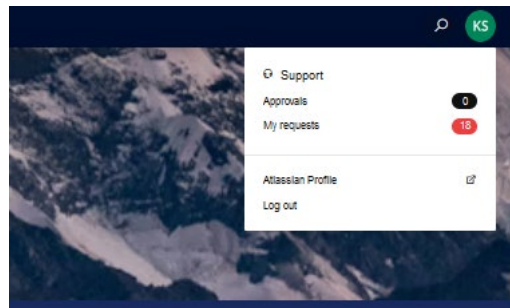 KS
Support
Approvals 0
My requests 18
Atlassian Profile
Log out